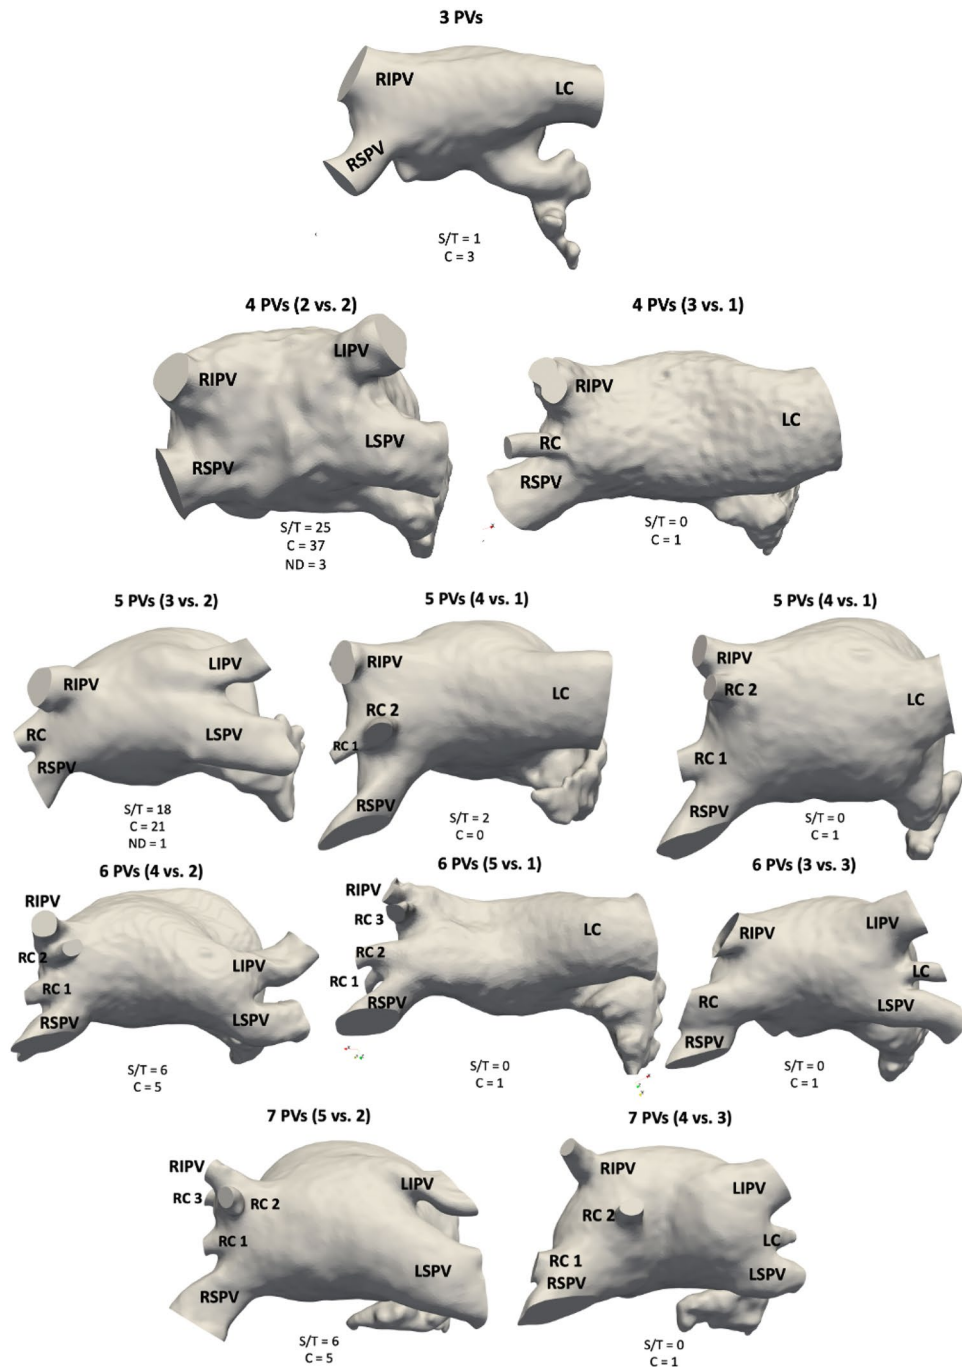 3 PVs
RIPV
LC
RSPV
S/T = 1
C = 3
4 PVs (2 vs. 2)
4 PVs (3 vs. 1)
LIPV
RIPV
LSPV
RSPV
S/T = 25
C = 37
ND = 3
RIPV
LC
RC
RSPV
S/T = 0
C = 1
5 PVs (3 vs. 2)
5 PVs (4 vs. 1)
5 PVs (4 vs. 1)
LIPV
RIPV
RC
LSPV
RSPV
S/T = 18
C = 21
ND = 1
RIPV
LC
RC 2
RC 1
RSPV
S/T = 2
C = 0
RIPV
RC 2
LC
RC 1
RSPV
S/T = 0
C = 1
6 PVs (4 vs. 2)
6 PVs (5 vs. 1)
6 PVs (3 vs. 3)
RIPV
RC 2
LIPV
RC 1
RSPV
LSPV
S/T = 6
C = 5
RIPV
RC 3
LC
RC 2
RC 1
RSPV
S/T = 0
C = 1
LIPV
RIPV
LC
RC
LSPV
RSPV
S/T = 0
C = 1
7 PVs (5 vs. 2)
7 PVs (4 vs. 3)
RIPV
LIPV
RC 3
RC 2
RC 1
LSPV
RSPV
S/T = 6
C = 5
RIPV
LIPV
RC 2
LC
RC 1
RSPV
LSPV
S/T = 0
C = 1